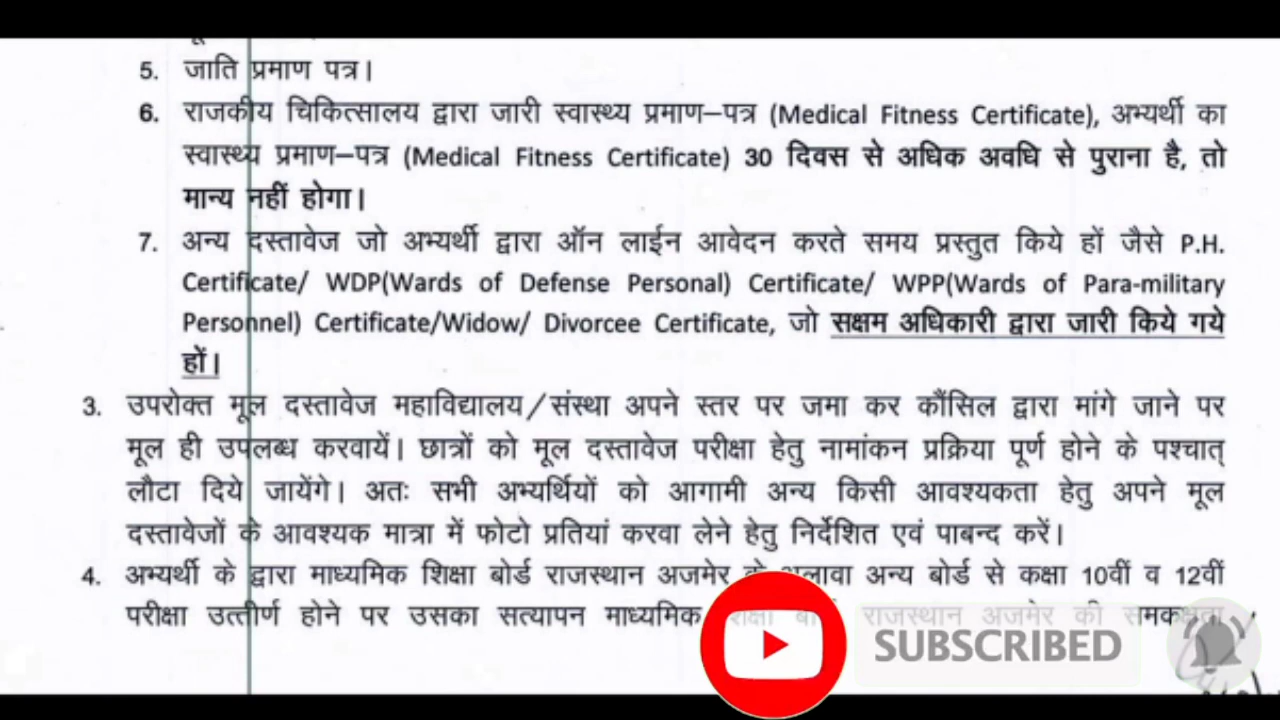 5. जाति प्रमाण पत्र।
6. राजकीय चिकित्सालय द्वारा जारी स्वास्थ्य प्रमाण–पत्र (Medical Fitness Certificate), अभ्यर्थी का
स्वास्थ्य प्रमाण–पत्र (Medical Fitness Certificate) 30 दिवस से अधिक अवधि से पुराना है, तो
मान्य नहीं होगा।
7. अन्य दस्तावेज जो अभ्यर्थी द्वारा ऑन लाईन आवेदन करते समय प्रस्तुत किये हों जैसे P.H.
Certificate/ WDP(Wards of Defense Personal) Certificate/ WPP(Wards of Para-military
Personnel) Certificate/Widow/ Divorcee Certificate, जो सक्षम अधिकारी द्वारा जारी किये गये
हों।
3. उपरोक्त मूल दस्तावेज महाविद्यालय/संस्था अपने स्तर पर जमा कर कौंसिल द्वारा मांगे जाने पर
मूल ही उपलब्ध करवायें। छात्रों को मूल दस्तावेज परीक्षा हेतु नामांकन प्रक्रिया पूर्ण होने के पश्चात्
लौटा दिये जायेंगे। अतः सभी अभ्यर्थियों को आगामी अन्य किसी आवश्यकता हेतु अपने मूल
दस्तावेजों के आवश्यक मात्रा में फोटो प्रतियां करवा लेने हेतु निर्देशित एवं पाबन्द करें।
4. अभ्यर्थी के द्वारा माध्यमिक शिक्षा बोर्ड राजस्थान अजमेर के अलावा अन्य बोर्ड से कक्षा 10वीं व 12वीं
परीक्षा उत्तीर्ण होने पर उसका सत्यापन माध्यमिक शिक्षा राजस्थान अजमेर की समकक्षता
SUBSCRIBED